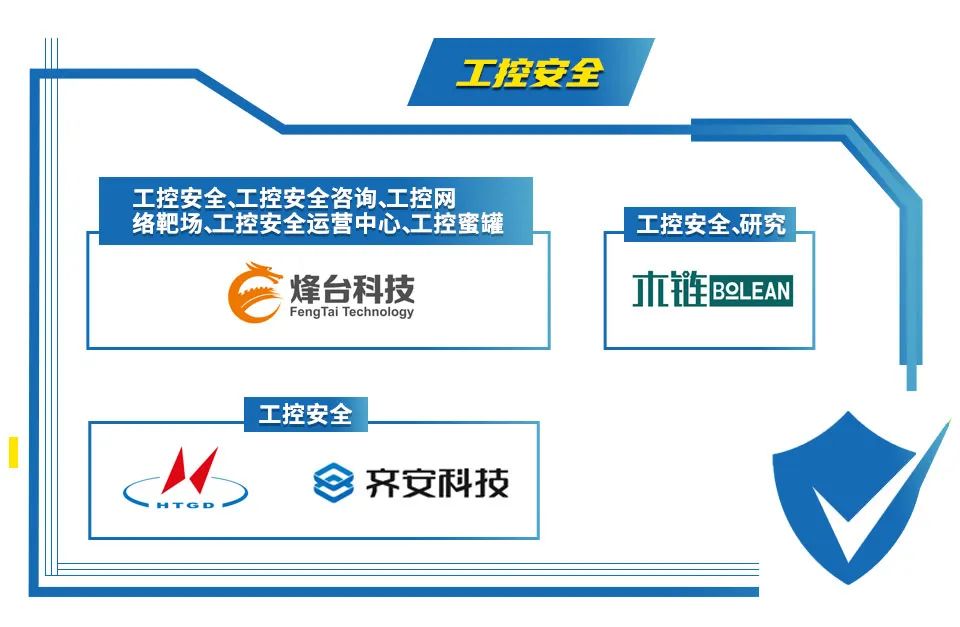 工控安全
工控安全、工控安全咨询、工控网
络靶场、工控安全运营中心、工控蜜罐
烽台科技
FengTai Technology
工控安全、研究
木链 BOLEAN
工控安全
HTGD
齐安科技